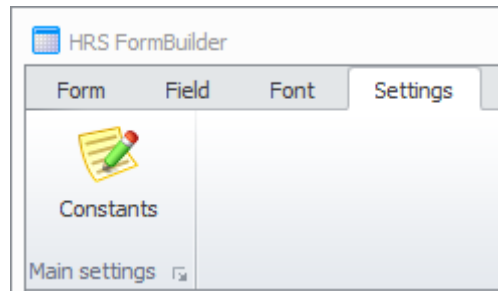 HRS FormBuilder
Form Field Font Settings
Constants
Main settings